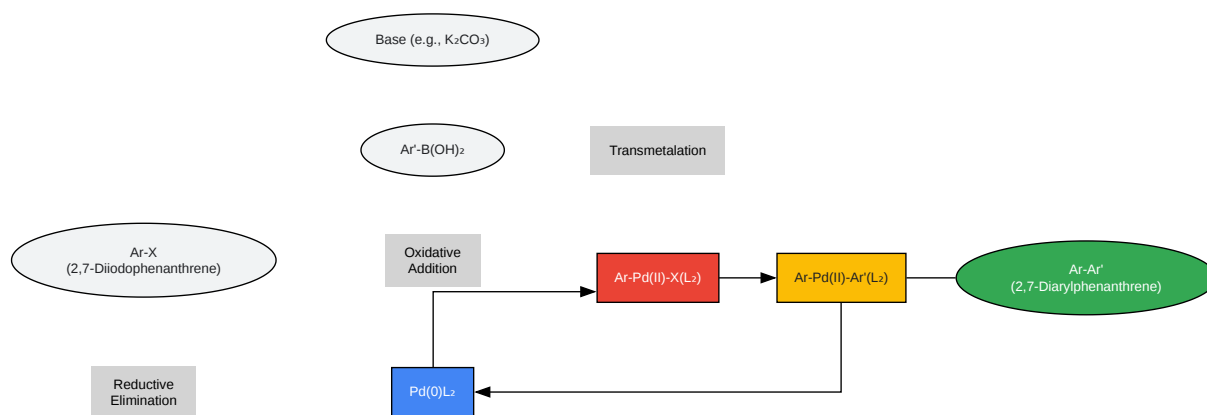 Base (e.g., K₂CO₃)
Ar'-B(OH)₂
Transmetalation
Ar-X
(2,7-Diiodophenanthrene)
Oxidative
Addition
Ar-Pd(II)-X(L₂)
Ar-Pd(II)-Ar'(L₂)
Ar-Ar'
(2,7-Diarylphenanthrene)
Reductive
Elimination
Pd(0)L₂